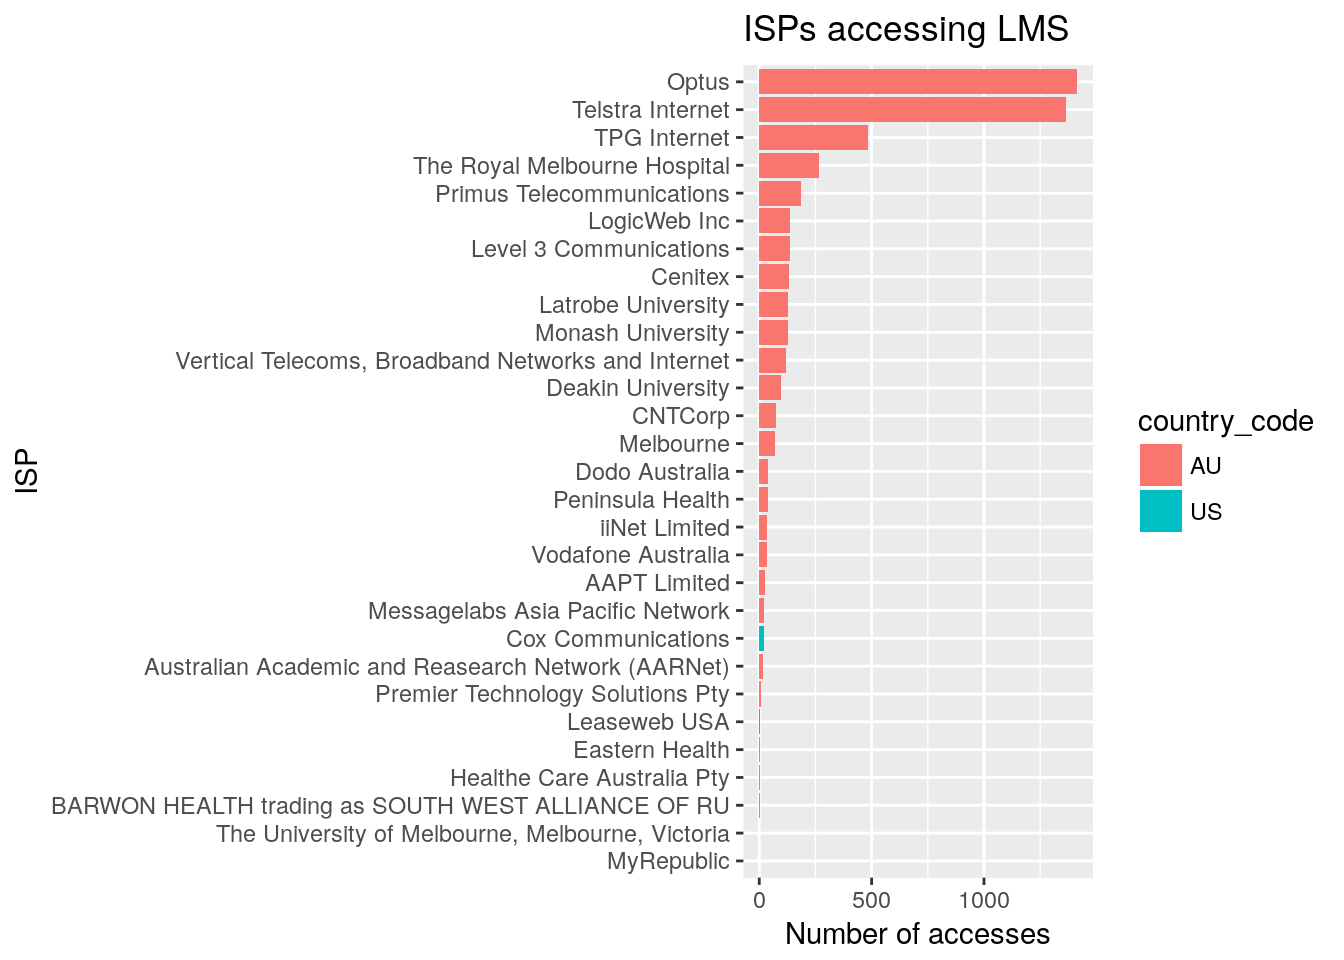 ISPs accessing LMS
Optus
Telstra Internet
TPG Internet
The Royal Melbourne Hospital
Primus Telecommunications
LogicWeb Inc
Level 3 Communications
Cenitex
Latrobe University
Monash University
Vertical Telecoms, Broadband Networks and Internet
Deakin University
CNTCorp
Melbourne
Dodo Australia
Peninsula Health
iiNet Limited
Vodafone Australia
AAPT Limited
Messagelabs Asia Pacific Network
Cox Communications
Australian Academic and Reasearch Network (AARNet)
Premier Technology Solutions Pty
Leaseweb USA
Eastern Health
Healthe Care Australia Pty
BARWON HEALTH trading as SOUTH WEST ALLIANCE OF RU
The University of Melbourne, Melbourne, Victoria
MyRepublic
ISP
0 500 1000
Number of accesses
country_code
AU
US